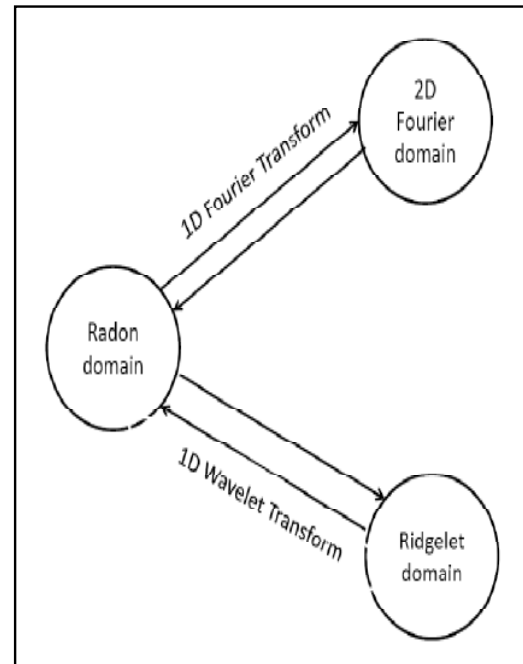 2D
Fourier
domain
1D Fourier Transform
Radon
domain
1D Wavelet Transform
Ridgelet
domain